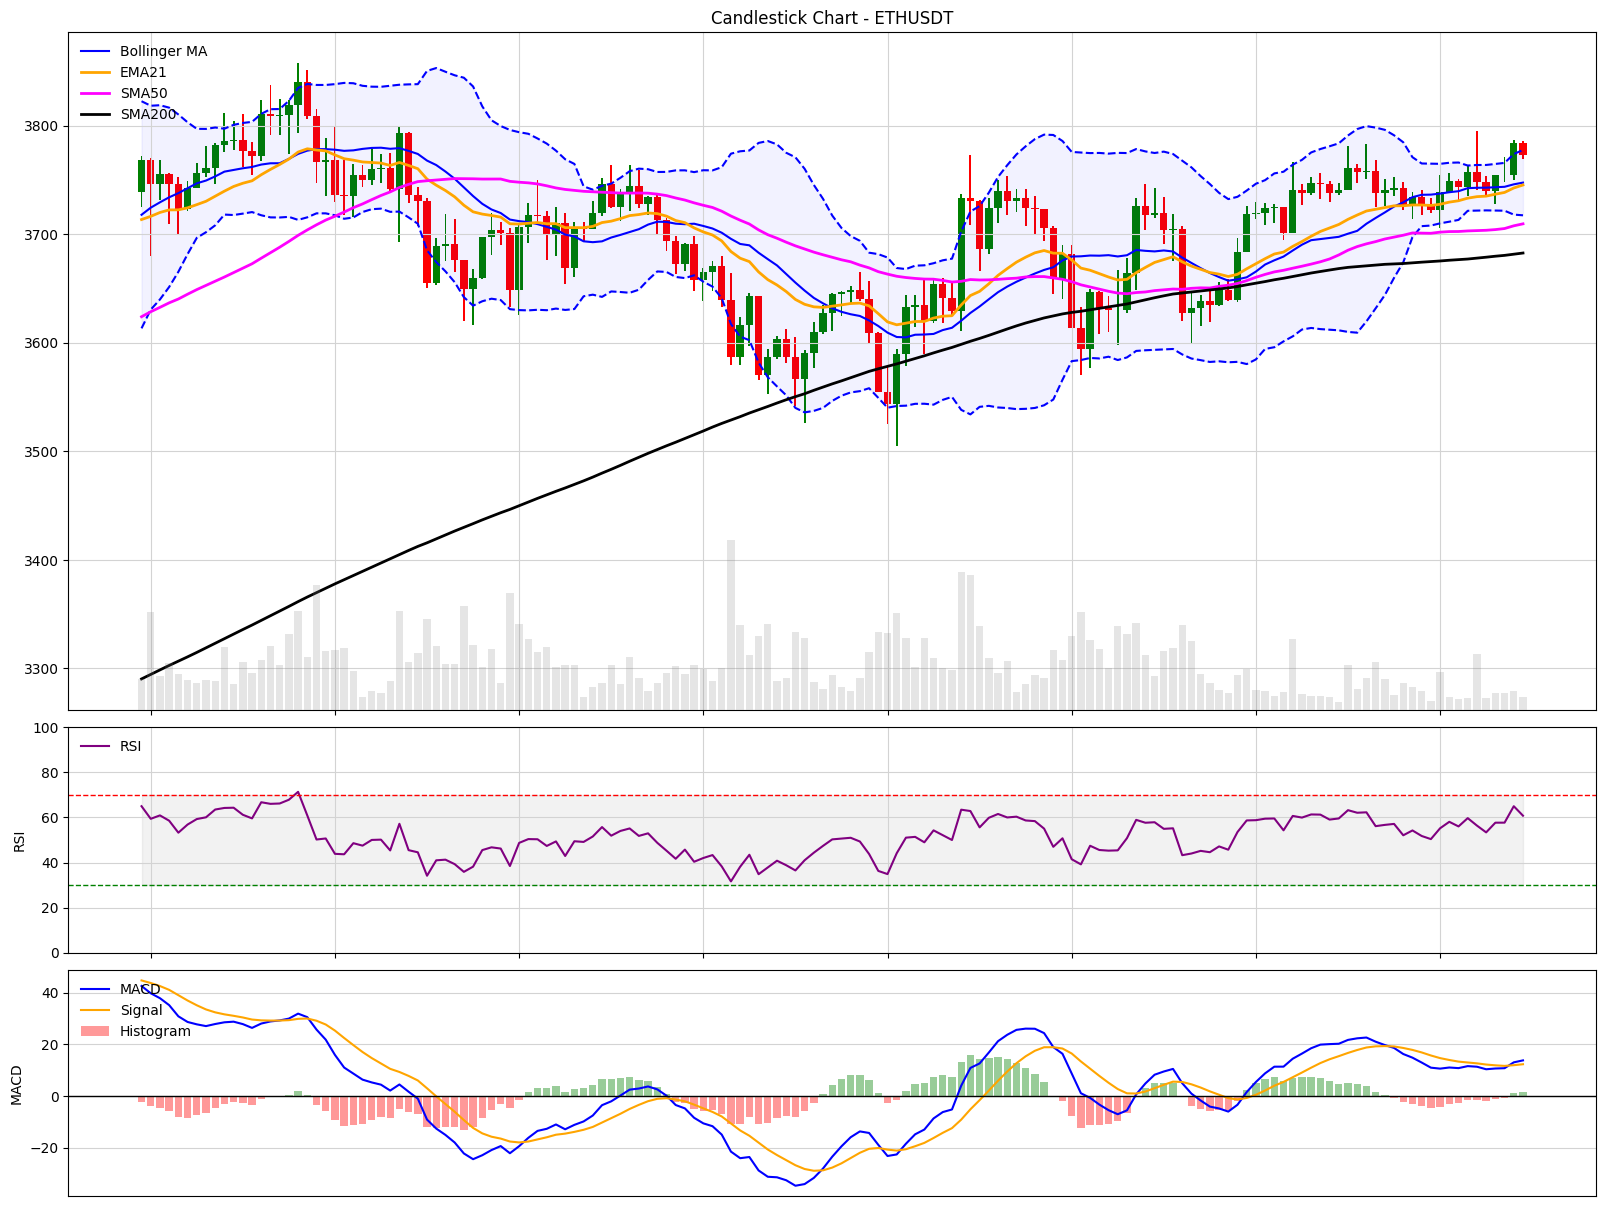 Candlestick Chart - ETHUSDT
Bollinger MA
EMA21
SMA50
SMA200
3800
3700
3600
3500
3400
3300
RSI
100
80
60
40
20
0
RSI
MACD
Signal
Histogram
40
20
0
−20
MACD